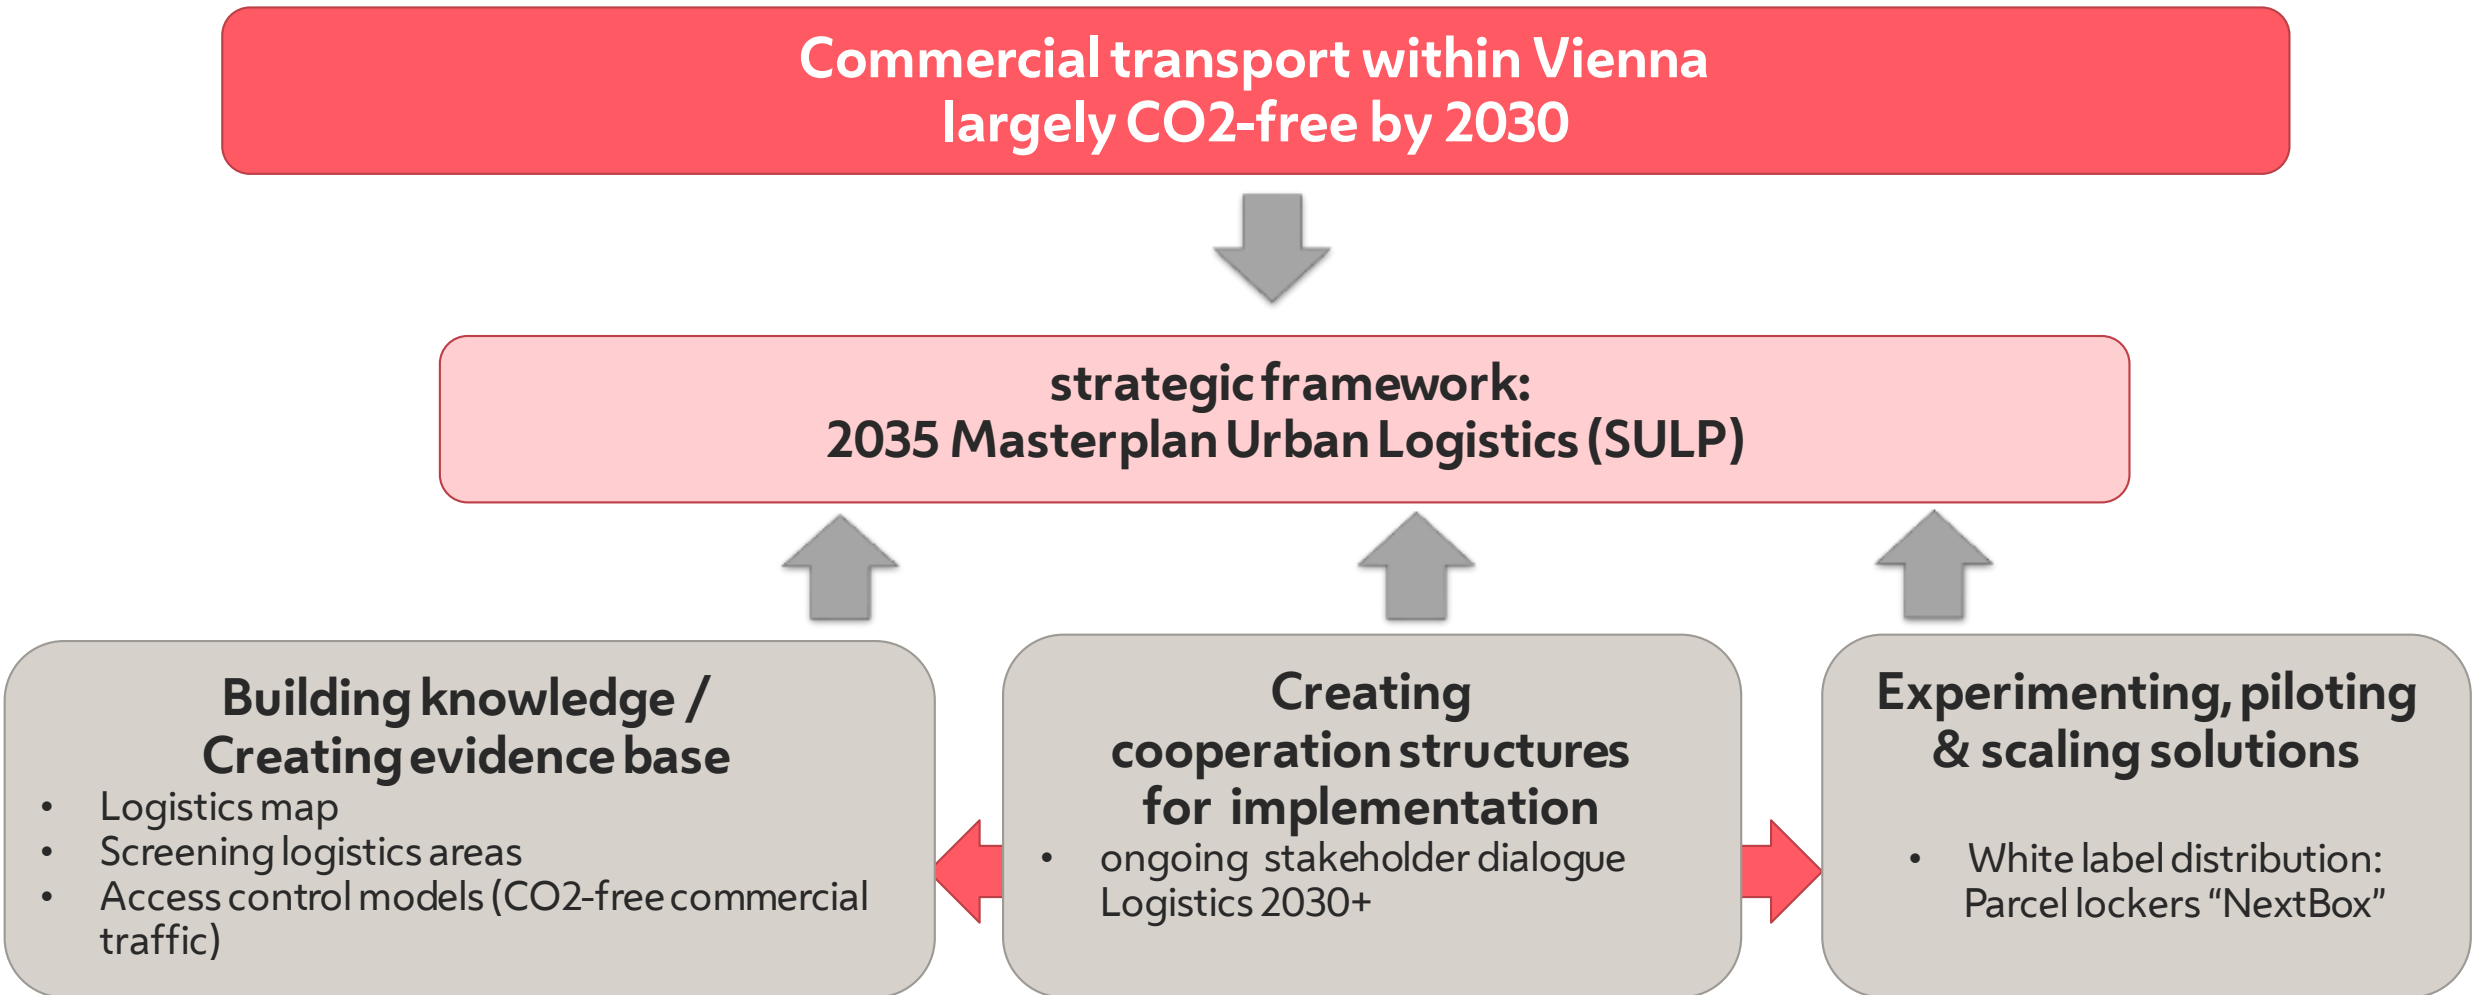 Commercial transport within Vienna
largely CO2-free by 2030
strategic framework:
2035 Masterplan Urban Logistics (SULP)
Building knowledge /
Creating evidence base
• Logistics map
• Screening logistics areas
• Access control models (CO2-free commercial
traffic)
Creating
cooperation structures
for implementation
• ongoing stakeholder dialogue
Logistics 2030+
Experimenting, piloting
& scaling solutions
• White label distribution:
Parcel lockers “NextBox”